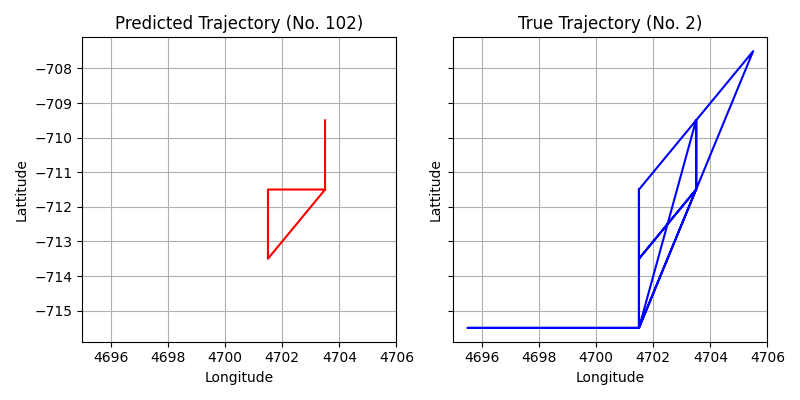 Predicted Trajectory (No. 102)
True Trajectory (No. 2)
Lattitude
−708
−709
−710
−711
−712
−713
−714
−715
4696 4698 4700 4702 4704 4706
Longitude
Lattitude
4696 4698 4700 4702 4704 4706
Longitude